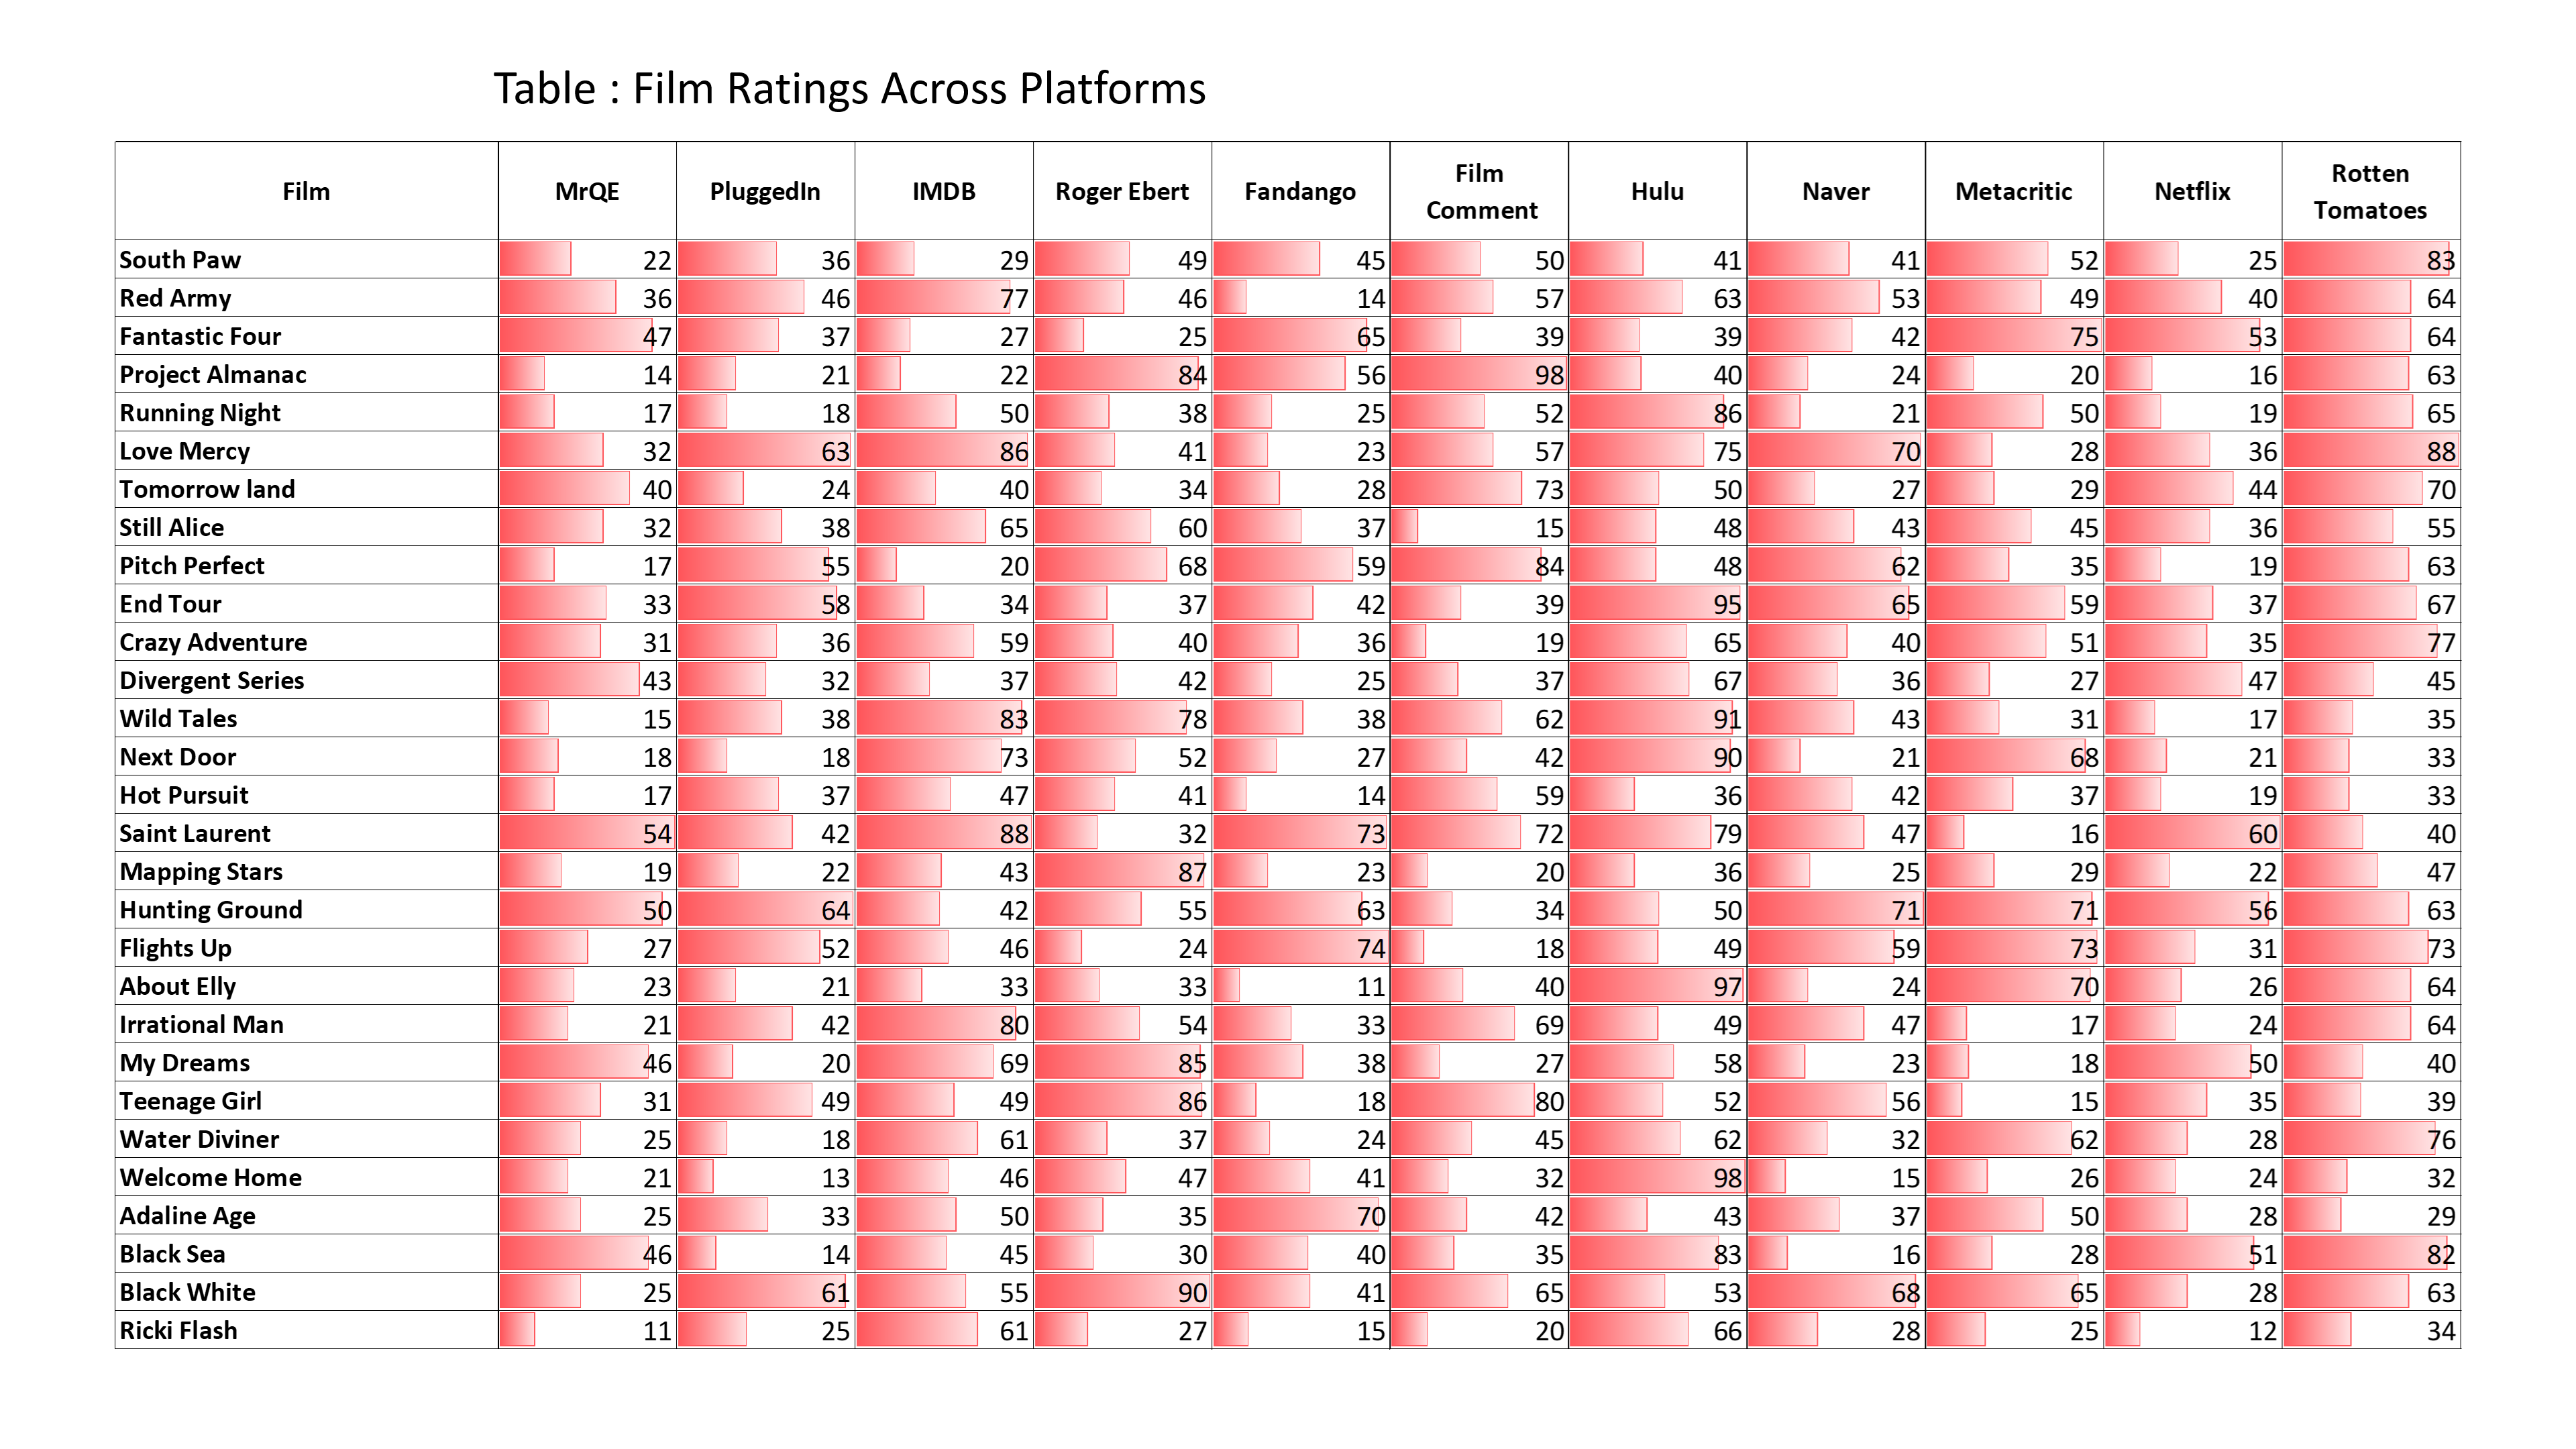 Table : Film Ratings Across Platforms
Film MrQE PluggedIn IMDB Roger Ebert Fandango Film Comment Hulu Naver Metacritic Netflix Rotten Tomatoes
South Paw 22 36 29 49 45 50 41 41 52 25 83
Red Army 36 46 77 46 14 57 63 53 49 40 64
Fantastic Four 47 37 27 25 65 39 39 42 75 53 64
Project Almanac 14 21 22 84 56 98 40 24 20 16 63
Running Night 17 18 50 38 25 52 86 21 50 19 65
Love Mercy 32 63 86 41 23 57 75 70 28 36 88
Tomorrow land 40 24 40 34 28 73 50 27 29 44 70
Still Alice 32 38 65 60 37 15 48 43 45 36 55
Pitch Perfect 17 55 20 68 59 84 48 62 35 19 63
End Tour 33 58 34 37 42 39 95 65 59 37 67
Crazy Adventure 31 36 59 40 36 19 65 40 51 35 77
Divergent Series 43 32 37 42 25 37 67 36 27 47 45
Wild Tales 15 38 83 78 38 62 91 43 31 17 35
Next Door 18 18 73 52 27 42 90 21 68 21 33
Hot Pursuit 17 37 47 41 14 59 36 42 37 19 33
Saint Laurent 54 42 88 32 73 72 79 47 16 60 40
Mapping Stars 19 22 43 87 23 20 36 25 29 22 47
Hunting Ground 50 64 42 55 63 34 50 71 71 56 63
Flights Up 27 52 46 24 74 18 49 59 73 31 73
About Elly 23 21 33 33 11 40 97 24 70 26 64
Irrational Man 21 42 80 54 33 69 49 47 17 24 64
My Dreams 46 20 69 85 38 27 58 23 18 50 40
Teenage Girl 31 49 49 86 18 80 52 56 15 35 39
Water Diviner 25 18 61 37 24 45 62 32 62 28 76
Welcome Home 21 13 46 47 41 32 98 15 26 24 32
Adaline Age 25 33 50 35 70 42 43 37 50 28 29
Black Sea 46 14 45 30 40 35 83 16 28 51 82
Black White 25 61 55 90 41 65 53 68 65 28 63
Ricki Flash 11 25 61 27 15 20 66 28 25 12 34